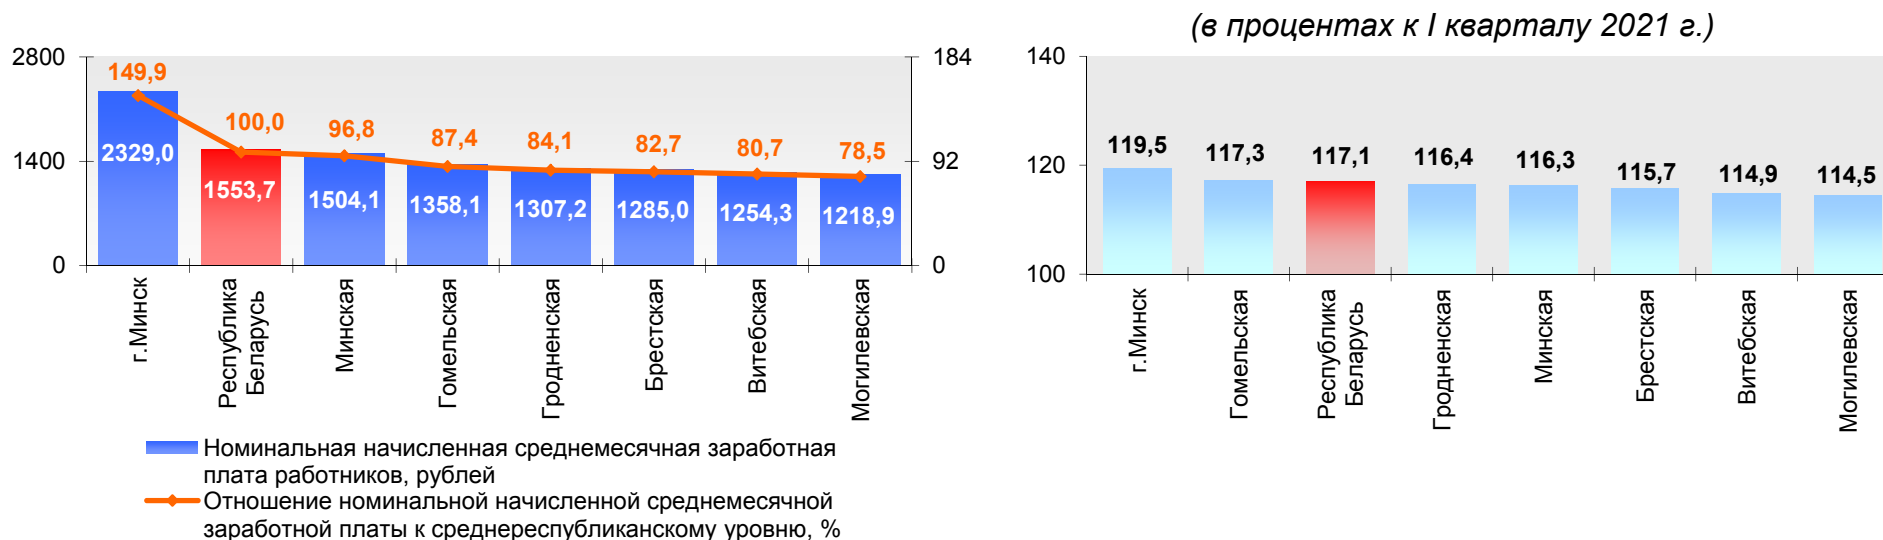 2800
1400
0
184
92
0
149,9
100,0
96,8
87,4
84,1
82,7
80,7
78,5
2329,0
1553,7
1504,1
1358,1
1307,2
1285,0
1254,3
1218,9
г.Минск
Республика
Беларусь
Минская
Гомельская
Гродненская
Брестская
Витебская
Могилевская
Номинальная начисленная среднемесячная заработная
плата работников, рублей
Отношение номинальной начисленной среднемесячной
заработной платы к среднереспубликанскому уровню, %
(в процентах к I кварталу 2021 г.)
140
120
100
119,5
117,3
117,1
116,4
116,3
115,7
114,9
114,5
г.Минск
Гомельская
Республика
Беларусь
Гродненская
Минская
Брестская
Витебская
Могилевская